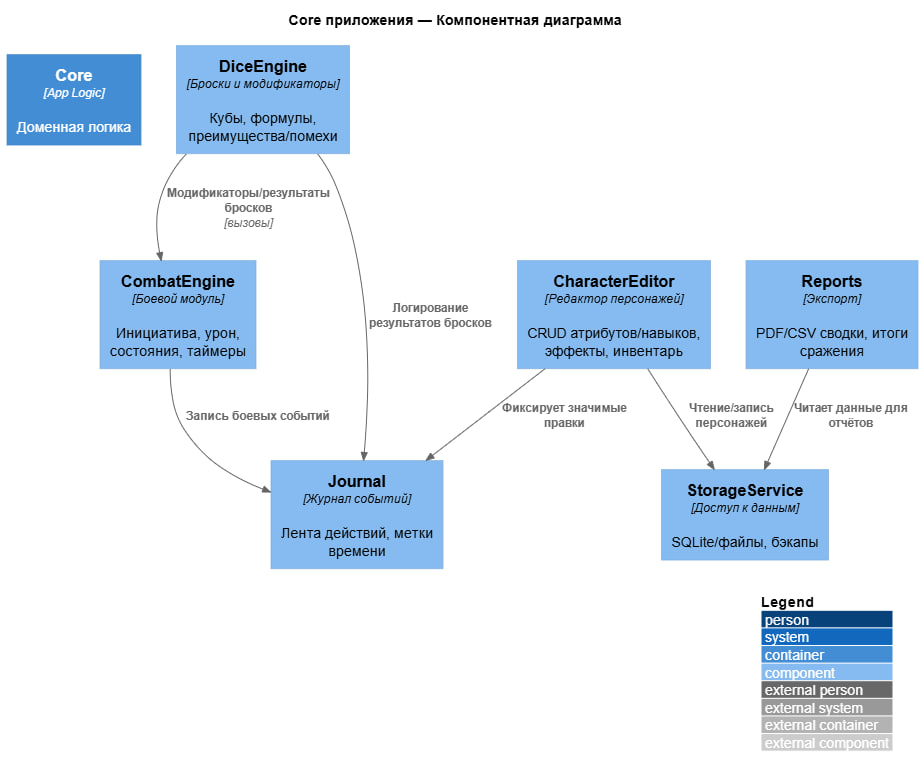 Core приложения — Компонентная диаграмма
Core
[App Logic]
Доменная логика
DiceEngine
[Броски и модификаторы]
Кубы, формулы,
преимущества/помехи
Модификаторы/результаты
бросков
[вызовы]
CombatEngine
[Боевой модуль]
Инициатива, урон,
состояния, таймеры
Логирование
результатов бросков
CharacterEditor
[Редактор персонажей]
CRUD атрибутов/навыков,
эффекты, инвентарь
Reports
[Экспорт]
PDF/CSV сводки, итоги
сражения
Запись боевых событий
Фиксирует значимые
правки
Чтение/запись
персонажей
Читает данные для
отчётов
Journal
[Журнал событий]
Лента действий, метки
времени
StorageService
[Доступ к данным]
SQLite/файлы, бэкапы
Legend
person
system
container
component
external person
external system
external container
external component